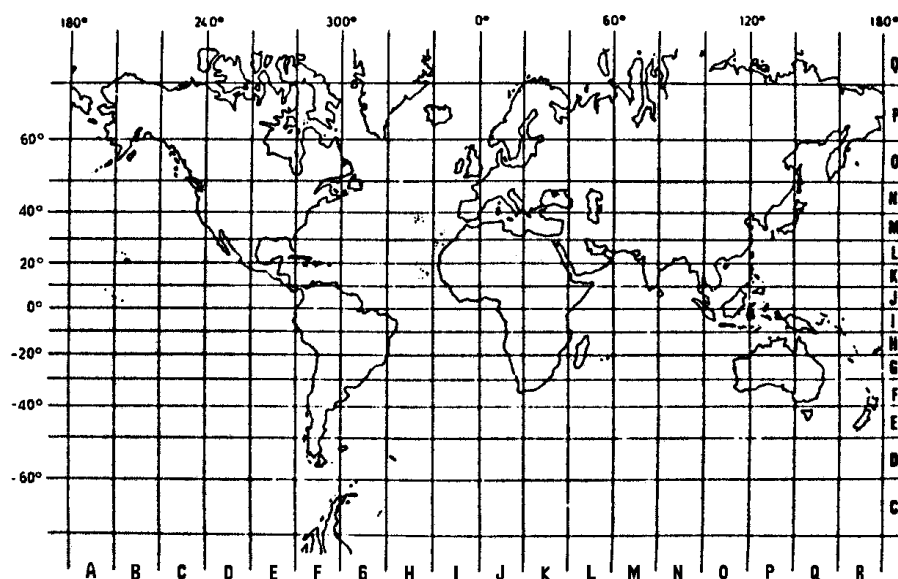 180° 240° 300° 0° 60° 120° 180°
Q
P
60°
O
N
40°
M
L
20°
K
J
0°
I
H
-20°
G
F
-40°
E
D
-60°
C
A B C D E F G H I J K L M N O P Q R